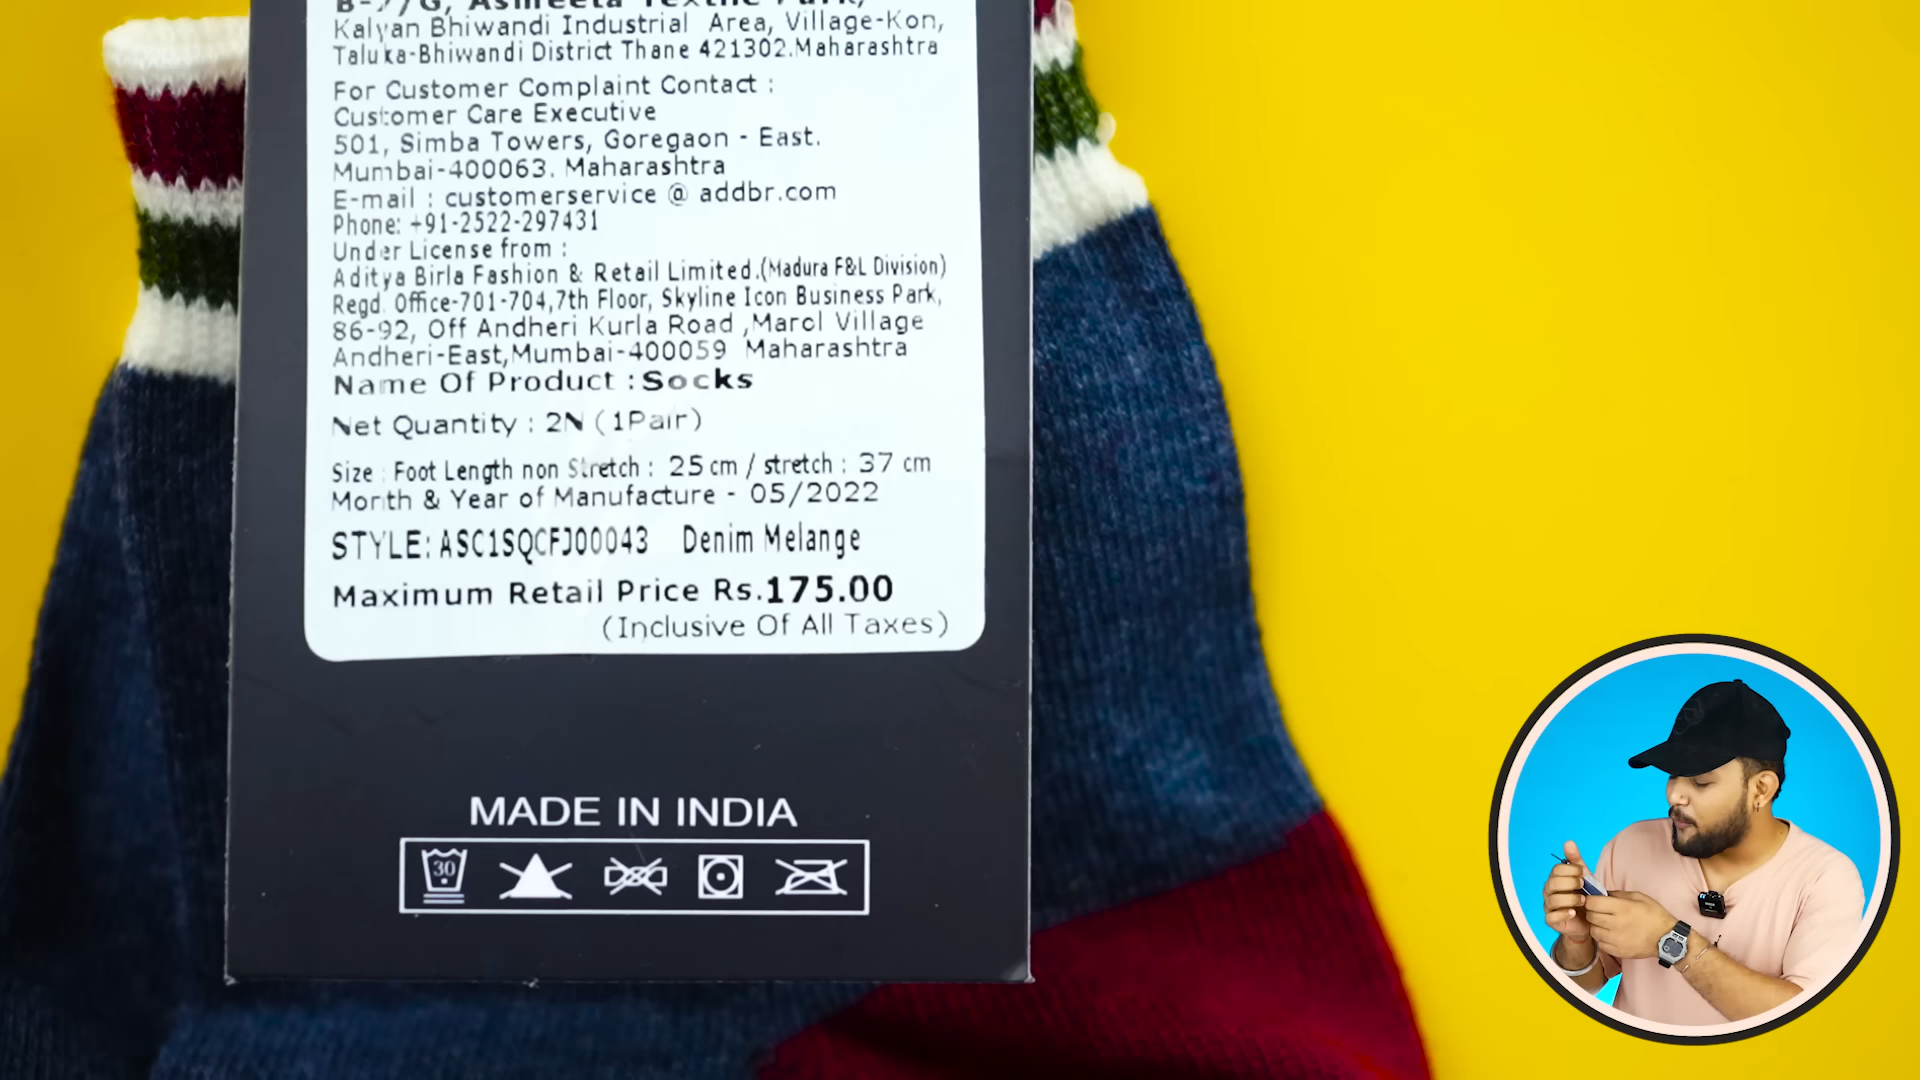 Kalyan Bhiwandi Industrial Area, Village-Kon,
Taluka-Bhiwandi District Thane 421302.Maharashtra
For Customer Complaint Contact :
Customer Care Executive
501, Simba Towers, Goregaon - East.
Mumbai-400063. Maharashtra
E-mail : customerservice @ addbr.com
Phone: +91-2522-297431
Under License from :
Aditya Birla Fashion & Retail Limited.(Madura F&L Division)
Regd. Office-701-704,7th Floor, Skyline Icon Business Park,
86-92, Off Andheri Kurla Road ,Marol Village
Andheri-East,Mumbai-400059 Maharashtra
Name Of Product : Socks
Net Quantity : 2N (1Pair)
Size : Foot Length non Stretch : 25 cm / stretch : 37 cm
Month & Year of Manufacture - 05/2022
STYLE: ASC1SQCFJ00043 Denim Melange
Maximum Retail Price Rs.175.00
(Inclusive Of All Taxes)
MADE IN INDIA
30